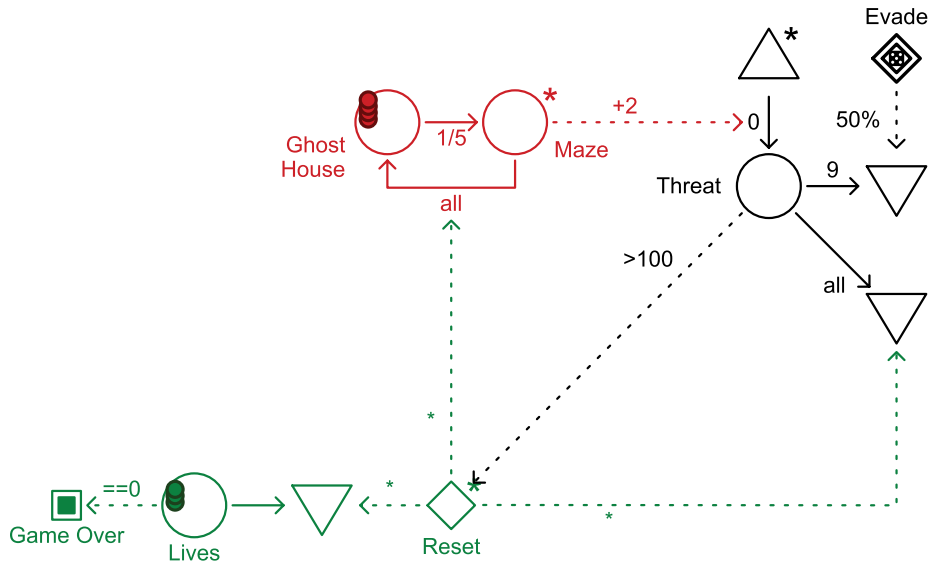 Evade
*
*
+2
0
50%
1/5
Ghost
House
Maze
9
Threat
all
>100
all
*
*
*
==0
*
Game Over
Reset
Lives